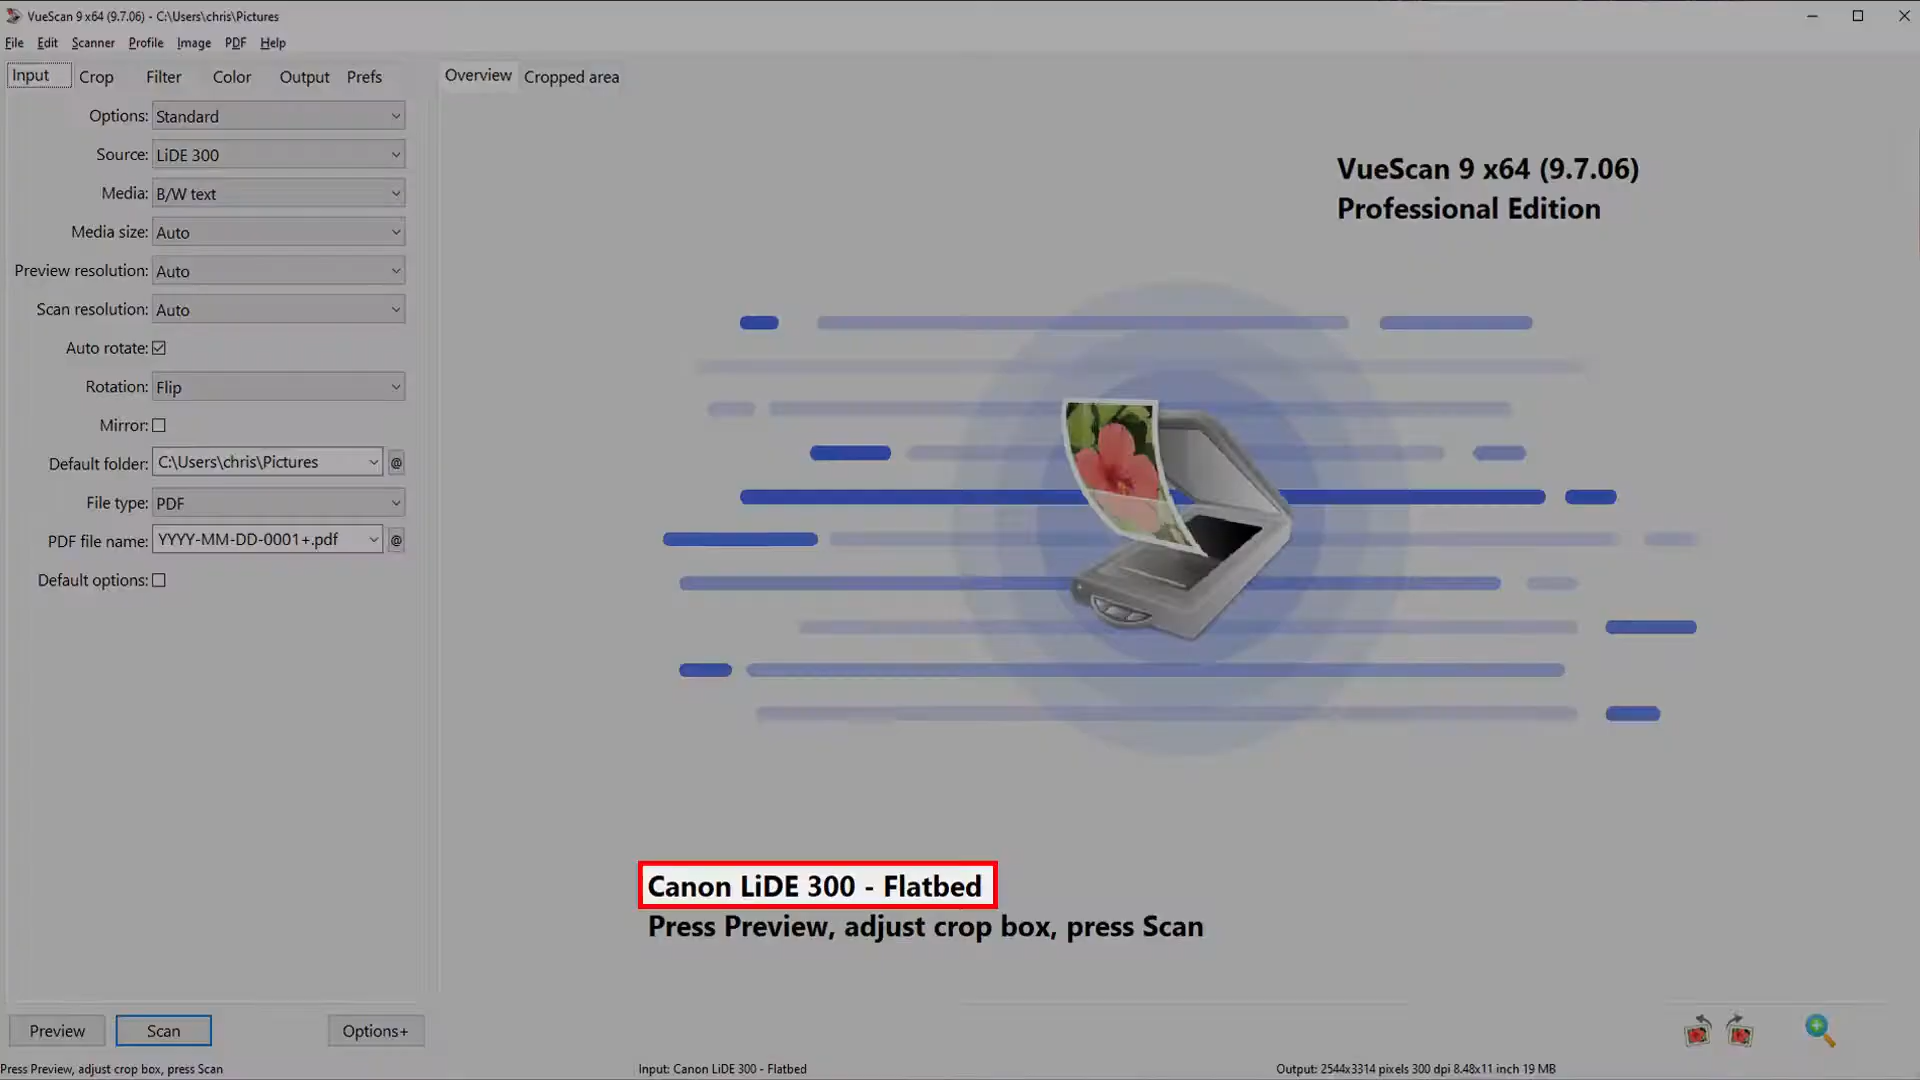 VueScan 9 x64 (9.7.06) - C:\Users\chris\Pictures
File Edit Scanner Profile Image PDF Help
Input Crop Filter Color Output Prefs
Overview Cropped area
Options: Standard
Source: LiDE 300
Media: B/W text
Media size: Auto
Preview resolution: Auto
Scan resolution: Auto
Auto rotate:
Rotation: Flip
Mirror:
Default folder: C:\Users\chris\Pictures @
File type: PDF
PDF file name: YYYY-MM-DD-0001+.pdf @
Default options:
VueScan 9 x64 (9.7.06)
Professional Edition
Canon LiDE 300 - Flatbed
Press Preview, adjust crop box, press Scan
Preview Scan Options+
Press Preview, adjust crop box, press Scan
Input: Canon LiDE 300 - Flatbed
Output: 2544x3314 pixels 300 dpi 8.48x11 inch 19 MB